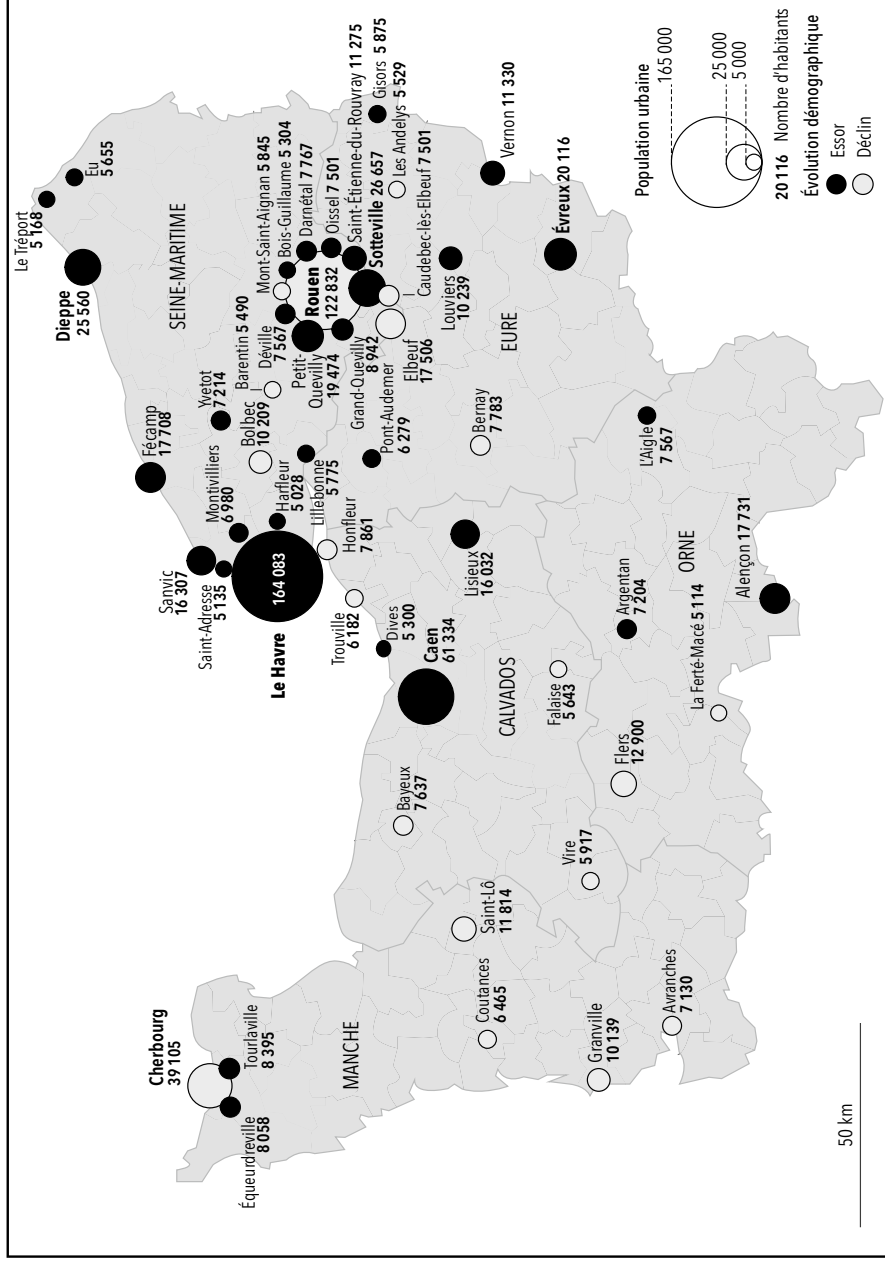 Cherbourg
39 105
Équeurdreville
8 058
Tourlaville
8 395
MANCHE
Coutances
6 465
Saint-Lô
11 814
Granville
10 139
Avranches
7 130
Bayeux
7 637
Vire
5 917
Flers
12 900
CALVADOS
Falaise
5 643
Caen
61 334
Dives
5 300
Trouville
6 182
Honfleur
7 861
Lisieux
16 032
Argentan
7 204
ORNE
La Ferté-Macé 5 114
Alençon 17 731
L'Aigle
7 567
Le Havre
164 083
Sanvic
16 307
Saint-Adresse
5 135
Montivilliers
6 980
Harfleur
5 028
Lillebonne
5 775
Fécamp
17 708
Yvetot
7 214
Bolbec
10 209
Barentin 5 490
Déville
7 567
Petit-
Quevilly
19 474
Grand-Quevilly
8 942
Pont-Audemer
6 279
Elbeuf
17 506
Bernay
7 783
SEINE-MARITIME
Dieppe
25 560
Le Tréport
5 168
Eu
5 655
Rouen
122 832
Mont-Saint-Aignan 5 845
Bois-Guillaume 5 304
Darnétal 7 767
Oissel 7 501
Saint-Étienne-du-Rouvray 11 275
Sotteville 26 657
Gisors 5 875
Les Andelys 5 529
Caudebec-lès-Elbeuf 7 501
Louviers
10 239
EURE
Vernon 11 330
Évreux 20 116
50 km
Population urbaine
165 000
25 000
5 000
20 116 Nombre d'habitants
Évolution démographique
Essor
Déclin